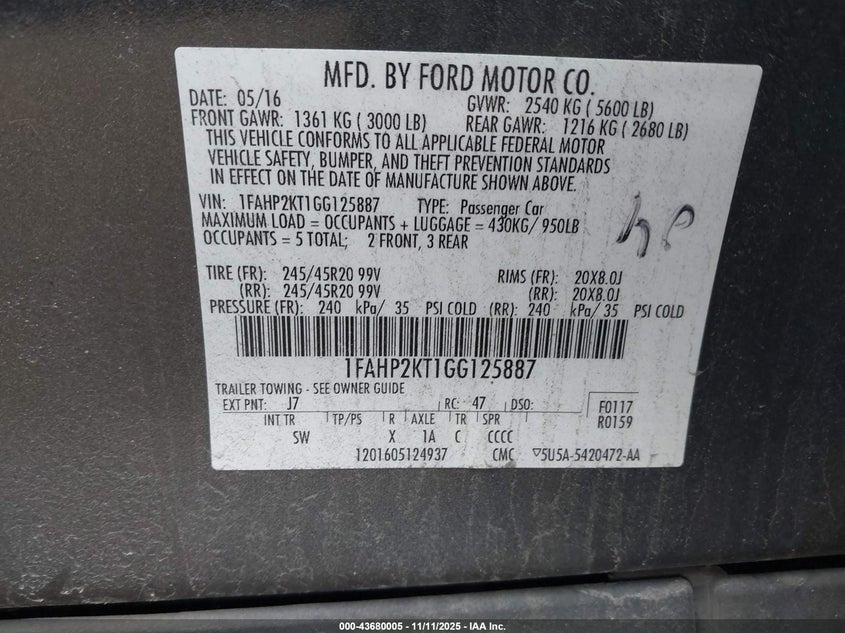 MFD. BY FORD MOTOR CO.
DATE: 05/16 GVWR: 2540 KG ( 5600 LB)
FRONT GAWR: 1361 KG ( 3000 LB) REAR GAWR: 1216 KG ( 2680 LB)
THIS VEHICLE CONFORMS TO ALL APPLICABLE FEDERAL MOTOR
VEHICLE SAFETY, BUMPER, AND THEFT PREVENTION STANDARDS
IN EFFECT ON THE DATE OF MANUFACTURE SHOWN ABOVE.
VIN: 1FAHP2KT1GG125887 TYPE: Passenger Car
MAXIMUM LOAD = OCCUPANTS + LUGGAGE = 430KG/ 950LB
OCCUPANTS = 5 TOTAL; 2 FRONT, 3 REAR
TIRE (FR): 245/45R20 99V RIMS (FR): 20X8.0J
(RR): 245/45R20 99V (RR): 20X8.0J
PRESSURE (FR): 240 kPa/ 35 PSI COLD (RR): 240 kPa/ 35 PSI COLD
1FAHP2KT1GG125887
TRAILER TOWING - SEE OWNER GUIDE
EXT PNT: J7 RC: 47 DSO: F0117
INT TR TP/PS R AXLE TR SPR R0159
SW X 1A C CCCC
1201605124937 CMC ▽5U5A-5420472-AA
000-43680005 - 11/11/2025 - IAA Inc.